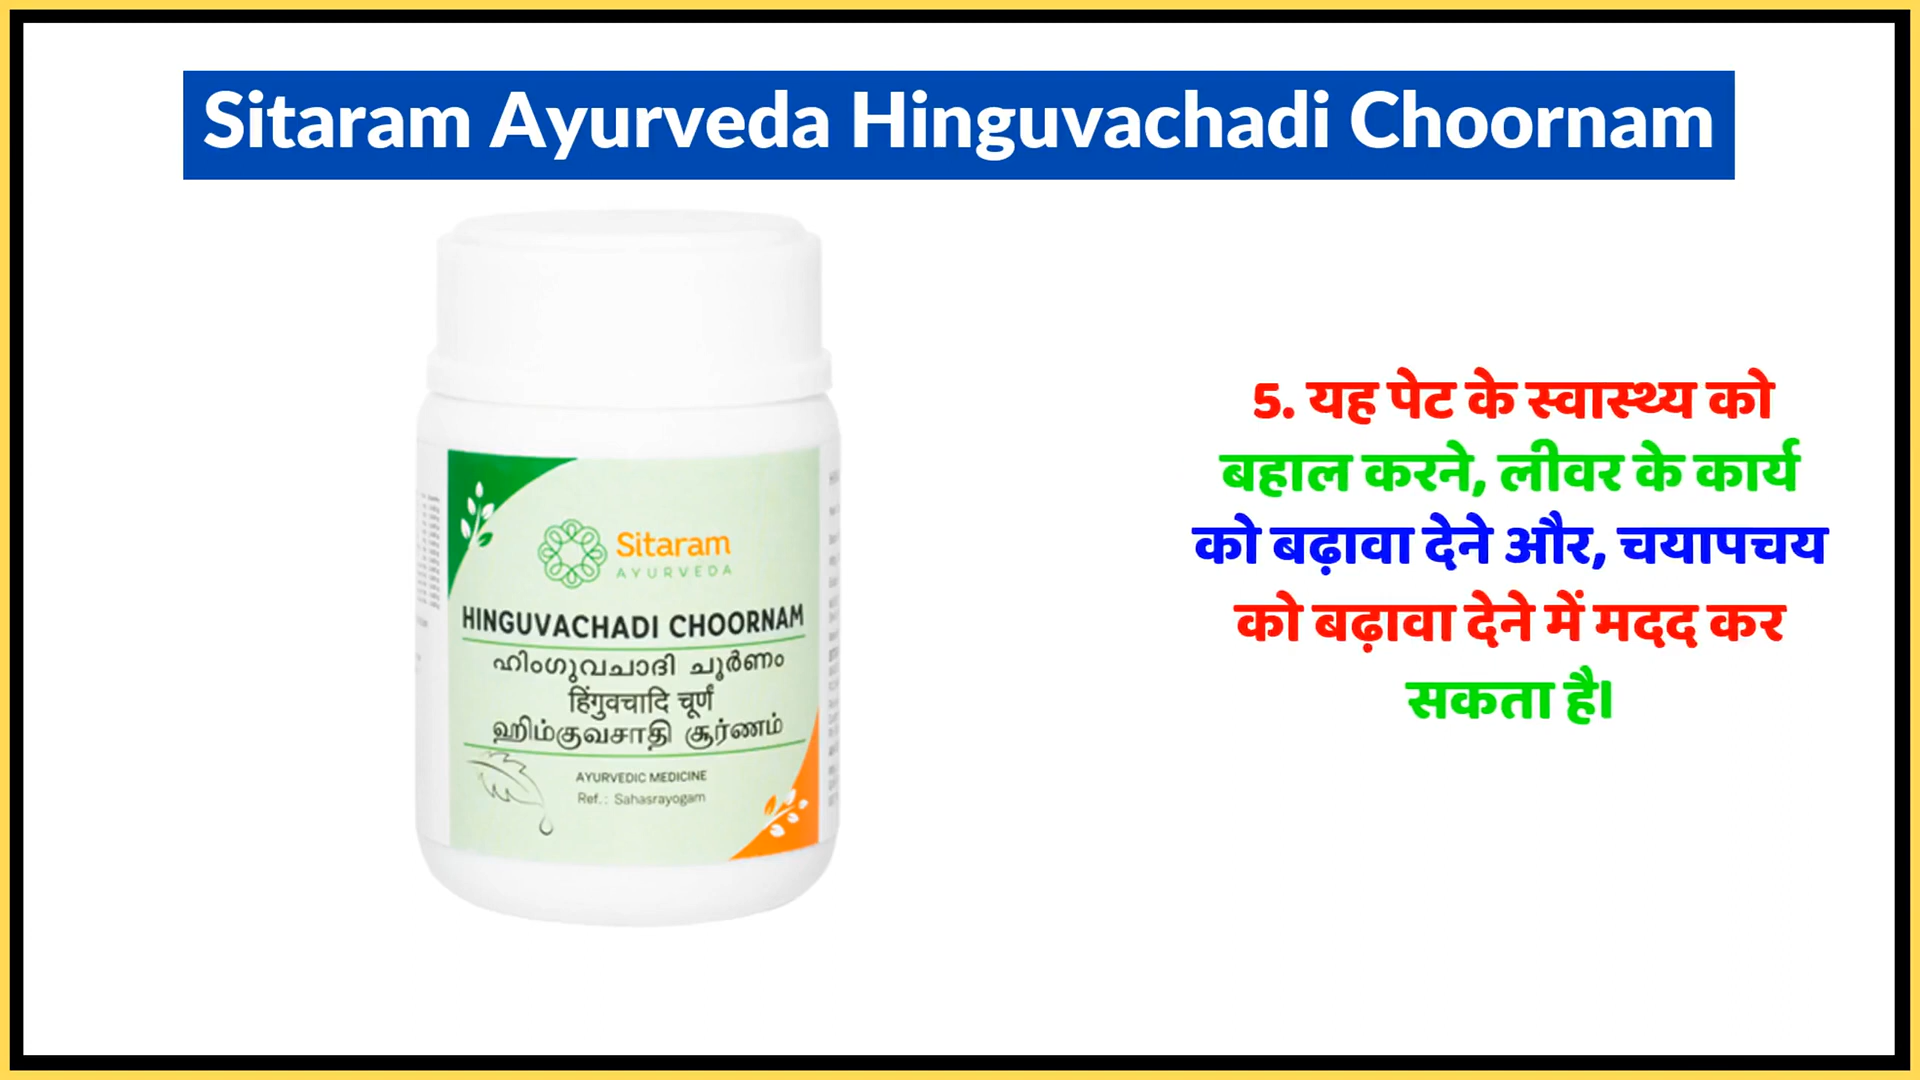 Sitaram Ayurveda Hinguvachadi Choornam
5. यह पेट के स्वास्थ्य को
बहाल करने, लीवर के कार्य
को बढ़ावा देने और, चयापचय
को बढ़ावा देने में मदद कर
सकता है।
Sitaram
AYURVEDA
HINGUVACHADI CHOORNAM
ഹിംഗുവചാദി ചൂർണം
हिंगुवचादि चूर्णं
ஹிம்குவசாதி சூர்ணம்
AYURVEDIC MEDICINE
Ref.: Sahasrayogam